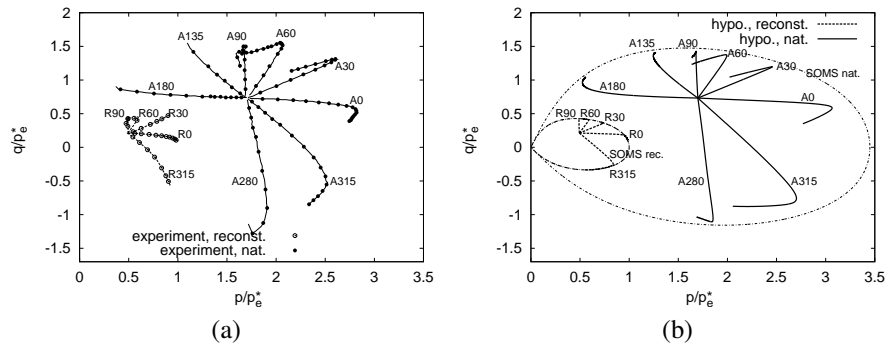 2
1.5
1
0.5
0
-0.5
-1
-1.5
0 0.5 1 1.5 2 2.5 3 3.5
q/p*e
p/p*e
A135
A90
A60
A30
A180
A0
R90
R60
R30
R0
R315
A280
A315
experiment, reconst.
experiment, nat.
(a)
2
1.5
1
0.5
0
-0.5
-1
-1.5
0 0.5 1 1.5 2 2.5 3 3.5
q/p*e
p/p*e
hypo., reconst.
hypo., nat.
A135
A90
A60
A30
SOMS nat.
A180
A0
R90
R60
R30
R0
SOMS rec.
R315
A280
A315
(b)